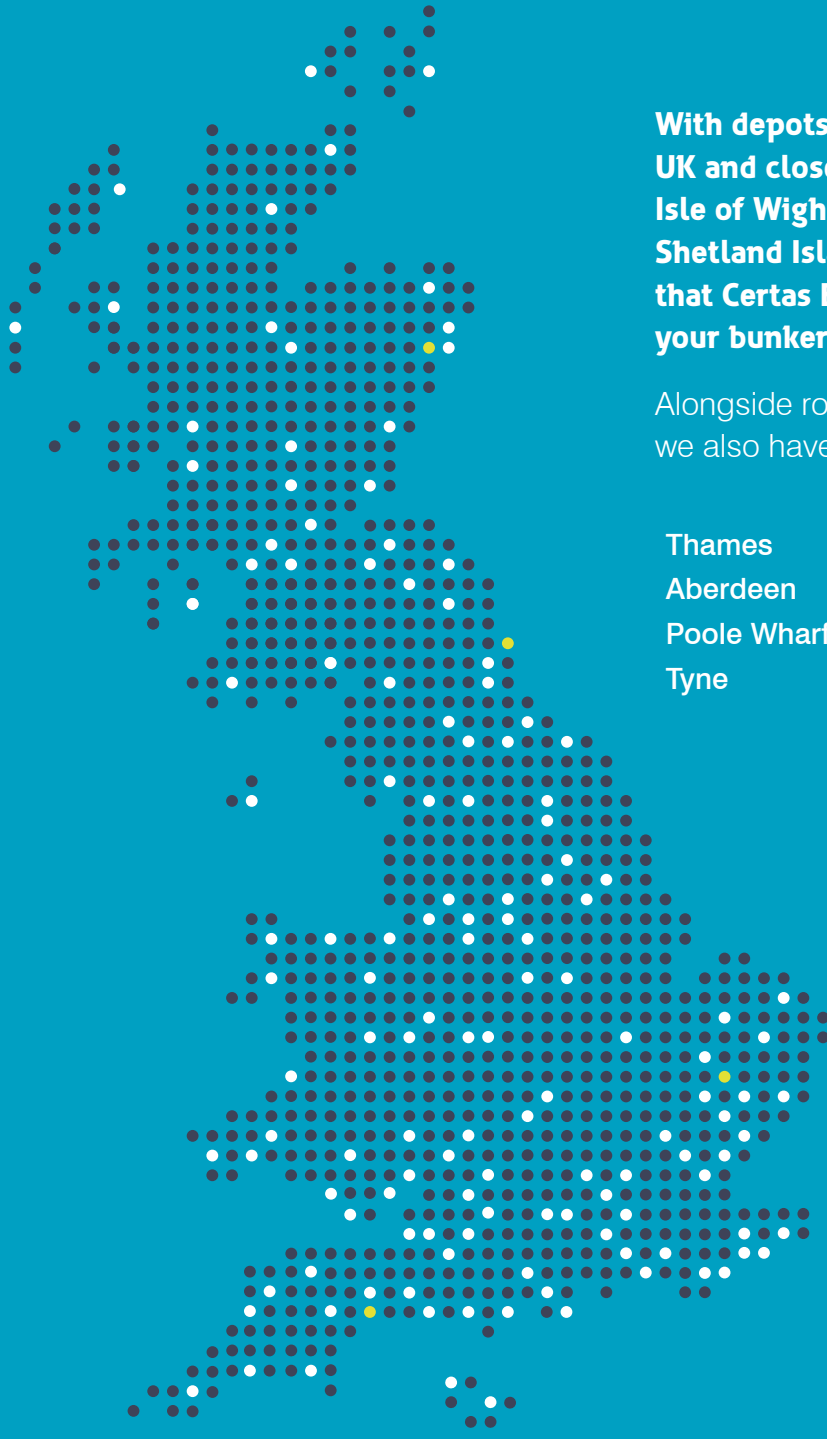 With depots
UK and close
Isle of Wigh
Shetland Isl
that Certas
your bunker
Alongside ro
we also have
Thames
Aberdeen
Poole Wharf
Tyne